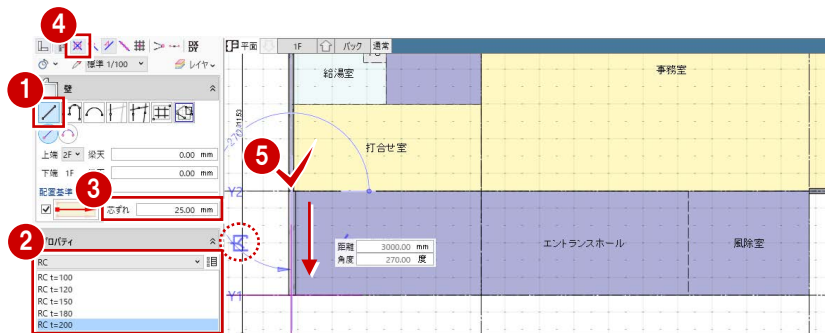 4
平面 1F バック 通常
標準 1/100 レイヤ
1
壁
給湯室
事務室
打合せ室
5
上端 2F 梁天 0.00 mm
下端 1F 0.00 mm
配置基準
3
芯ずれ 25.00 mm
Y2
2
プロパティ
RC
RC t=100
RC t=120
RC t=150
RC t=180
RC t=200
距離 3000.00 mm
角度 270.00 度
エントランスホール
風除室
Y1